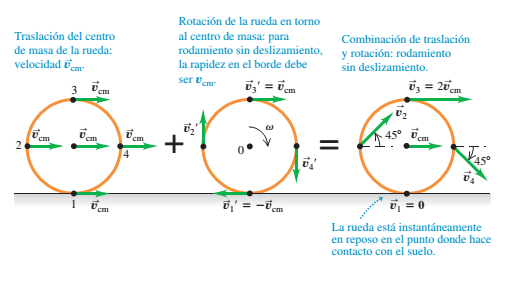 Traslación del centro
de masa de la rueda:
velocidad v⃗cm.
Rotación de la rueda en torno
al centro de masa: para
rodamiento sin deslizamiento,
la rapidez en el borde debe
ser vcm.
Combinación de traslación
y rotación: rodamiento
sin deslizamiento.
3 v⃗cm
2 v⃗cm
v⃗cm
v⃗cm
4
1 v⃗cm
+
v⃗3′ = v⃗cm
v⃗2′
ω
0
v⃗4′
v⃗1′ = −v⃗cm
=
v⃗3 = 2v⃗cm
v⃗2
45°
v⃗cm
45°
v⃗4
v⃗1 = 0
La rueda está instantáneamente
en reposo en el punto donde hace
contacto con el suelo.